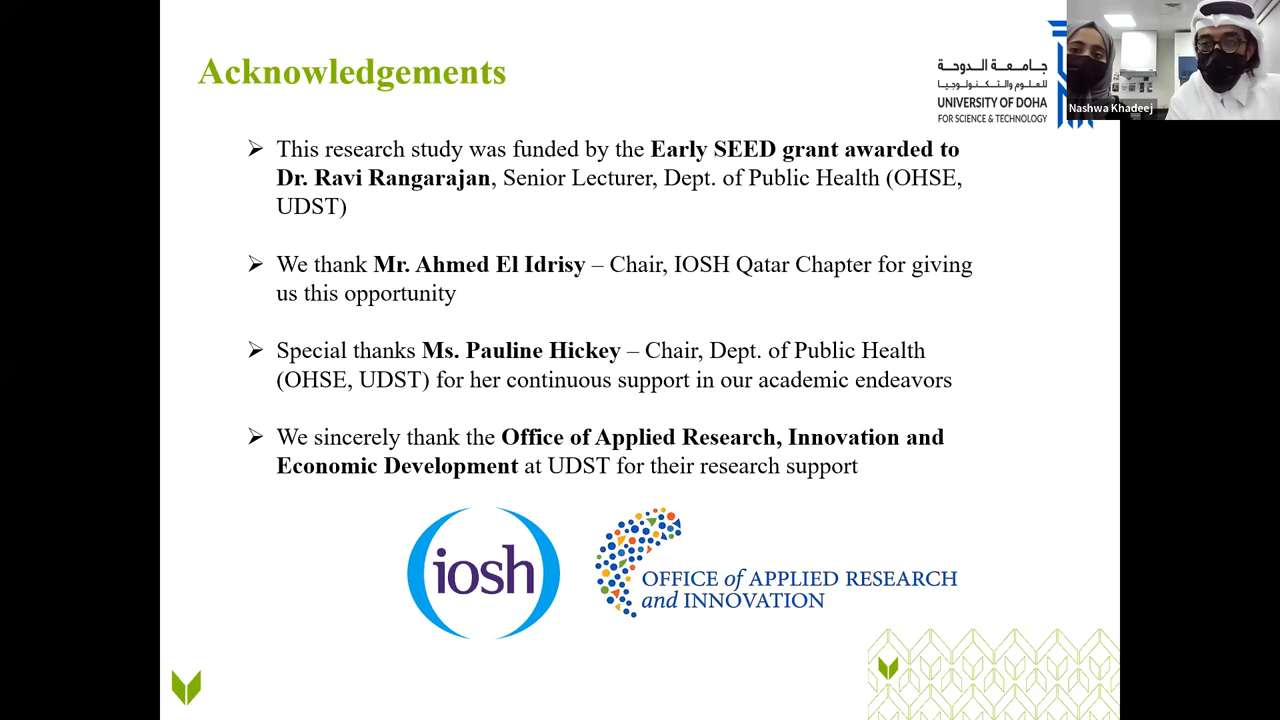 Acknowledgements
جامعة الدوحة
للعلوم والتكنولوجيا
UNIVERSITY OF DOHA
FOR SCIENCE & TECHNOLOGY
Nashwa Khadeej
➢ This research study was funded by the Early SEED grant awarded to
Dr. Ravi Rangarajan, Senior Lecturer, Dept. of Public Health (OHSE,
UDST)
➢ We thank Mr. Ahmed El Idrisy – Chair, IOSH Qatar Chapter for giving
us this opportunity
➢ Special thanks Ms. Pauline Hickey – Chair, Dept. of Public Health
(OHSE, UDST) for her continuous support in our academic endeavors
➢ We sincerely thank the Office of Applied Research, Innovation and
Economic Development at UDST for their research support
iosh
OFFICE of APPLIED RESEARCH
and INNOVATION